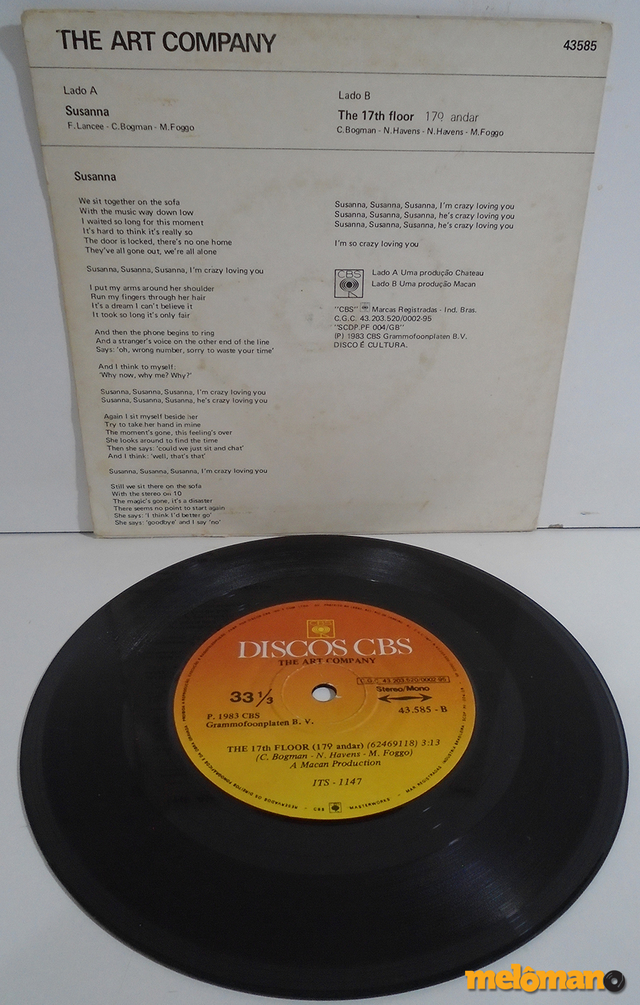 THE ART COMPANY
43585
Lado A
Susanna
F. Lancee - C. Bogman - M. Foggo
Lado B
The 17th floor 17º andar
C. Bogman - N. Havens - N. Havens - M. Foggo
Susanna
We sit together on the sofa
With the music way down low
I waited so long for this moment
It's hard to think it's really so
The door is locked, there's no one home
They've all gone out, we're all alone
Susanna, Susanna, Susanna, I'm crazy loving you
I put my arms around her shoulder
Run my fingers through her hair
It's a dream I can't believe it
It took so long it's only fair
And then the phone begins to ring
And a stranger's voice on the other end of the line
Says: 'oh, wrong number, sorry to waste your time'
And I think to myself:
'Why now, why me? Why?'
Susanna, Susanna, Susanna, I'm crazy loving you
Susanna, Susanna, Susanna, he's crazy loving you
Again I sit myself beside her
Try to take her hand in mine
The moment's gone, this feeling's over
She looks around to find the time
Then she says: 'could we just sit and chat'
And I think: 'well, that's that'
Susanna, Susanna, Susanna, I'm crazy loving you
Still we sit there on the sofa
With the stereo on 10
The magic's gone, it's a disaster
There seems no point to start again
She says: 'I think I'd better go'
She says: 'goodbye' and I say 'no'
Susanna, Susanna, Susanna, I'm crazy loving you
Susanna, Susanna, Susanna, he's crazy loving you
Susanna, Susanna, Susanna, he's crazy loving you
I'm so crazy loving you
CBS
Lado A Uma produção Chateau
Lado B Uma produção Macan
"CBS" Marcas Registradas - Ind. Bras.
C.G.C. 43.203.520/0002-95
"SCDP.PF 004/GB"
(P) 1983 CBS Grammofoonplaten B.V.
DISCO É CULTURA.
CBS
DISCOS CBS
THE ART COMPANY
C.G.C. 43.203.520/0002-95
33 1/3
Stereo/Mono
P. 1983 CBS
Grammofoonplaten B. V.
43.585 - B
THE 17th FLOOR (17º andar) (62469118) 3:13
(C. Bogman - N. Havens - M. Foggo)
A Macan Production
ITS - 1147
CBS MASTERWORKS - MARCAS REGISTRADAS
melômano